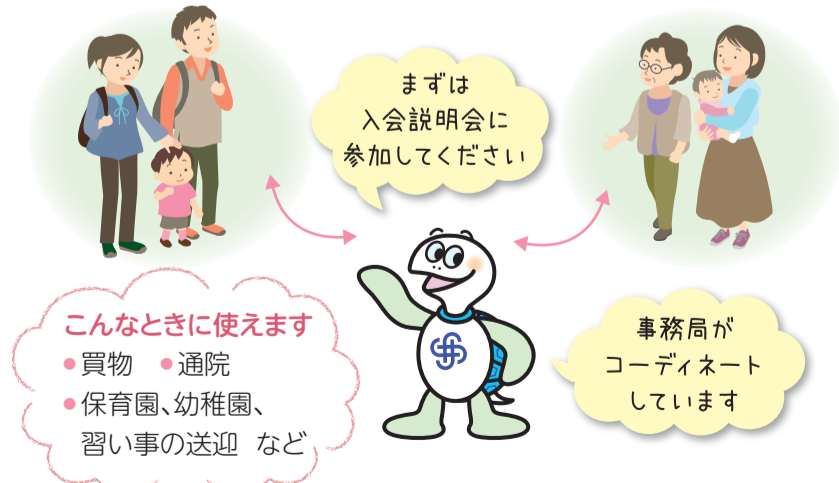 まずは
入会説明会に
参加してください
こんなときに使えます
●買物　●通院
●保育園、幼稚園、
習い事の送迎　など
事務局が
コーディネート
しています